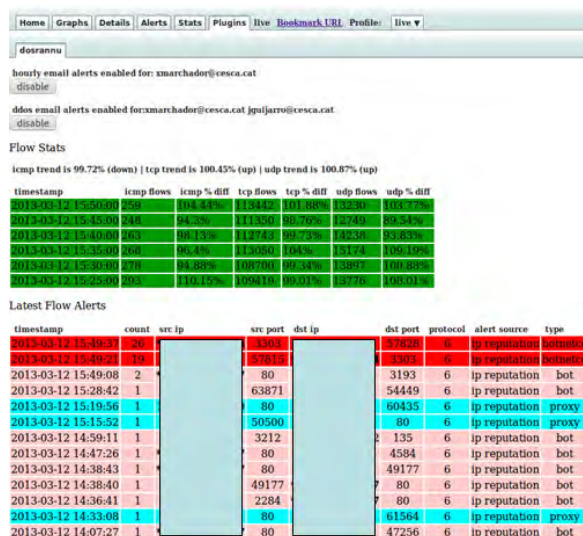 Home Graphs Details Alerts Stats Plugins live Bookmark URL Profile: live ▼
dosrannu
hourly email alerts enabled for: xmarchador@cesca.cat
disable
ddos email alerts enabled for:xmarchador@cesca.cat jguijarro@cesca.cat
disable
Flow Stats
icmp trend is 99.72% (down) | tcp trend is 100.45% (up) | udp trend is 100.87% (up)
timestamp icmp flows icmp % diff tcp flows tcp % diff udp flows udp % diff
2013-03-12 15:50:00 259 104.44% 113442 101.88% 13230 103.77%
2013-03-12 15:45:00 248 94.3% 111350 98.76% 12749 89.54%
2013-03-12 15:40:00 263 98.13% 112743 99.73% 14238 93.83%
2013-03-12 15:35:00 268 96.4% 113050 104% 15174 109.19%
2013-03-12 15:30:00 278 94.88% 108700 99.34% 13897 100.88%
2013-03-12 15:25:00 293 110.15% 109419 99.01% 13776 108.01%
Latest Flow Alerts
timestamp count src ip src port dst ip dst port protocol alert source type
2013-03-12 15:49:37 20 3303 57828 6 ip reputation
2013-03-12 15:49:21 19 57815 3303 6 ip reputation
2013-03-12 15:49:08 2 80 3193 6 ip reputation bot
2013-03-12 15:28:42 1 63871 54449 6 ip reputation bot
2013-03-12 15:19:56 1 80 60435 6 ip reputation proxy
2013-03-12 15:15:52 1 50500 80 6 ip reputation proxy
2013-03-12 14:59:11 1 3212 135 6 ip reputation bot
2013-03-12 14:47:26 1 80 4584 6 ip reputation bot
2013-03-12 14:38:43 1 80 49177 6 ip reputation bot
2013-03-12 14:38:40 1 49177 80 6 ip reputation bot
2013-03-12 14:36:41 1 2284 80 6 ip reputation bot
2013-03-12 14:33:08 1 80 61564 6 ip reputation proxy
2013-03-12 14:07:27 1 80 47256 6 ip reputation bot